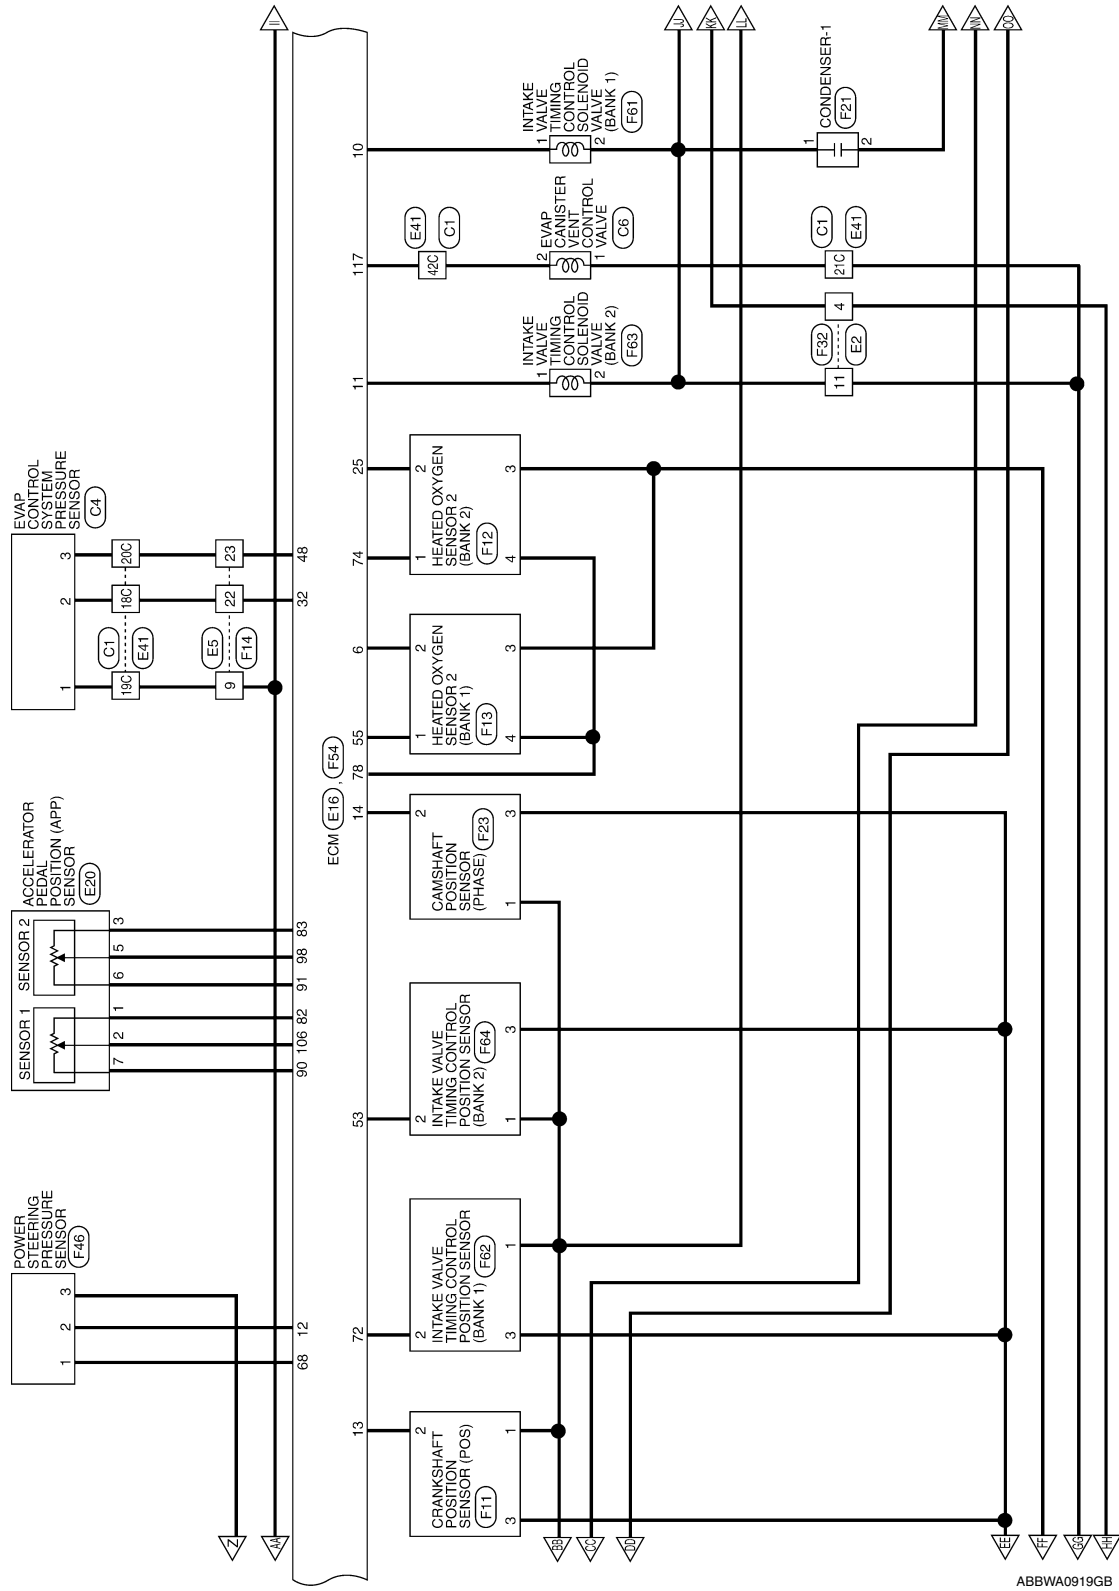 POWER
STEERING
PRESSURE
SENSOR
F46
1
2
3
68
12
Z
AA
ACCELERATOR
PEDAL
POSITION (APP)
SENSOR
E20
SENSOR 1
SENSOR 2
7
2
1
6
5
3
90
106
82
91
98
83
EVAP
CONTROL
SYSTEM
PRESSURE
SENSOR
C4
1
2
3
19C
C1
E41
18C
20C
9
E5
F14
22
23
32
48
II
ECM
E16
,
F54
13
72
53
14
78
55
6
74
25
11
117
10
2
CRANKSHAFT
POSITION
SENSOR (POS)
F11
3
1
2
INTAKE VALVE
TIMING CONTROL
POSITION SENSOR
(BANK 1)
F62
3
1
2
INTAKE VALVE
TIMING CONTROL
POSITION SENSOR
(BANK 2)
F64
1
3
2
CAMSHAFT
POSITION
SENSOR
(PHASE)
F23
1
3
1
2
HEATED OXYGEN
SENSOR 2
(BANK 1)
F13
4
3
1
2
HEATED OXYGEN
SENSOR 2
(BANK 2)
F12
4
3
INTAKE
VALVE
TIMING
CONTROL
SOLENOID
VALVE
(BANK 2)
F63
1
2
E41
C1
42C
EVAP
CANISTER
VENT
CONTROL
VALVE
C6
2
1
INTAKE
VALVE
TIMING
CONTROL
SOLENOID
VALVE
(BANK 1)
F61
1
2
BB
CC
DD
JJ
KK
LL
11
F32
E2
4
21C
C1
E41
CONDENSER-1
F21
1
2
MM
NN
OO
EE
FF
GG
HH
ABBWA0919GB